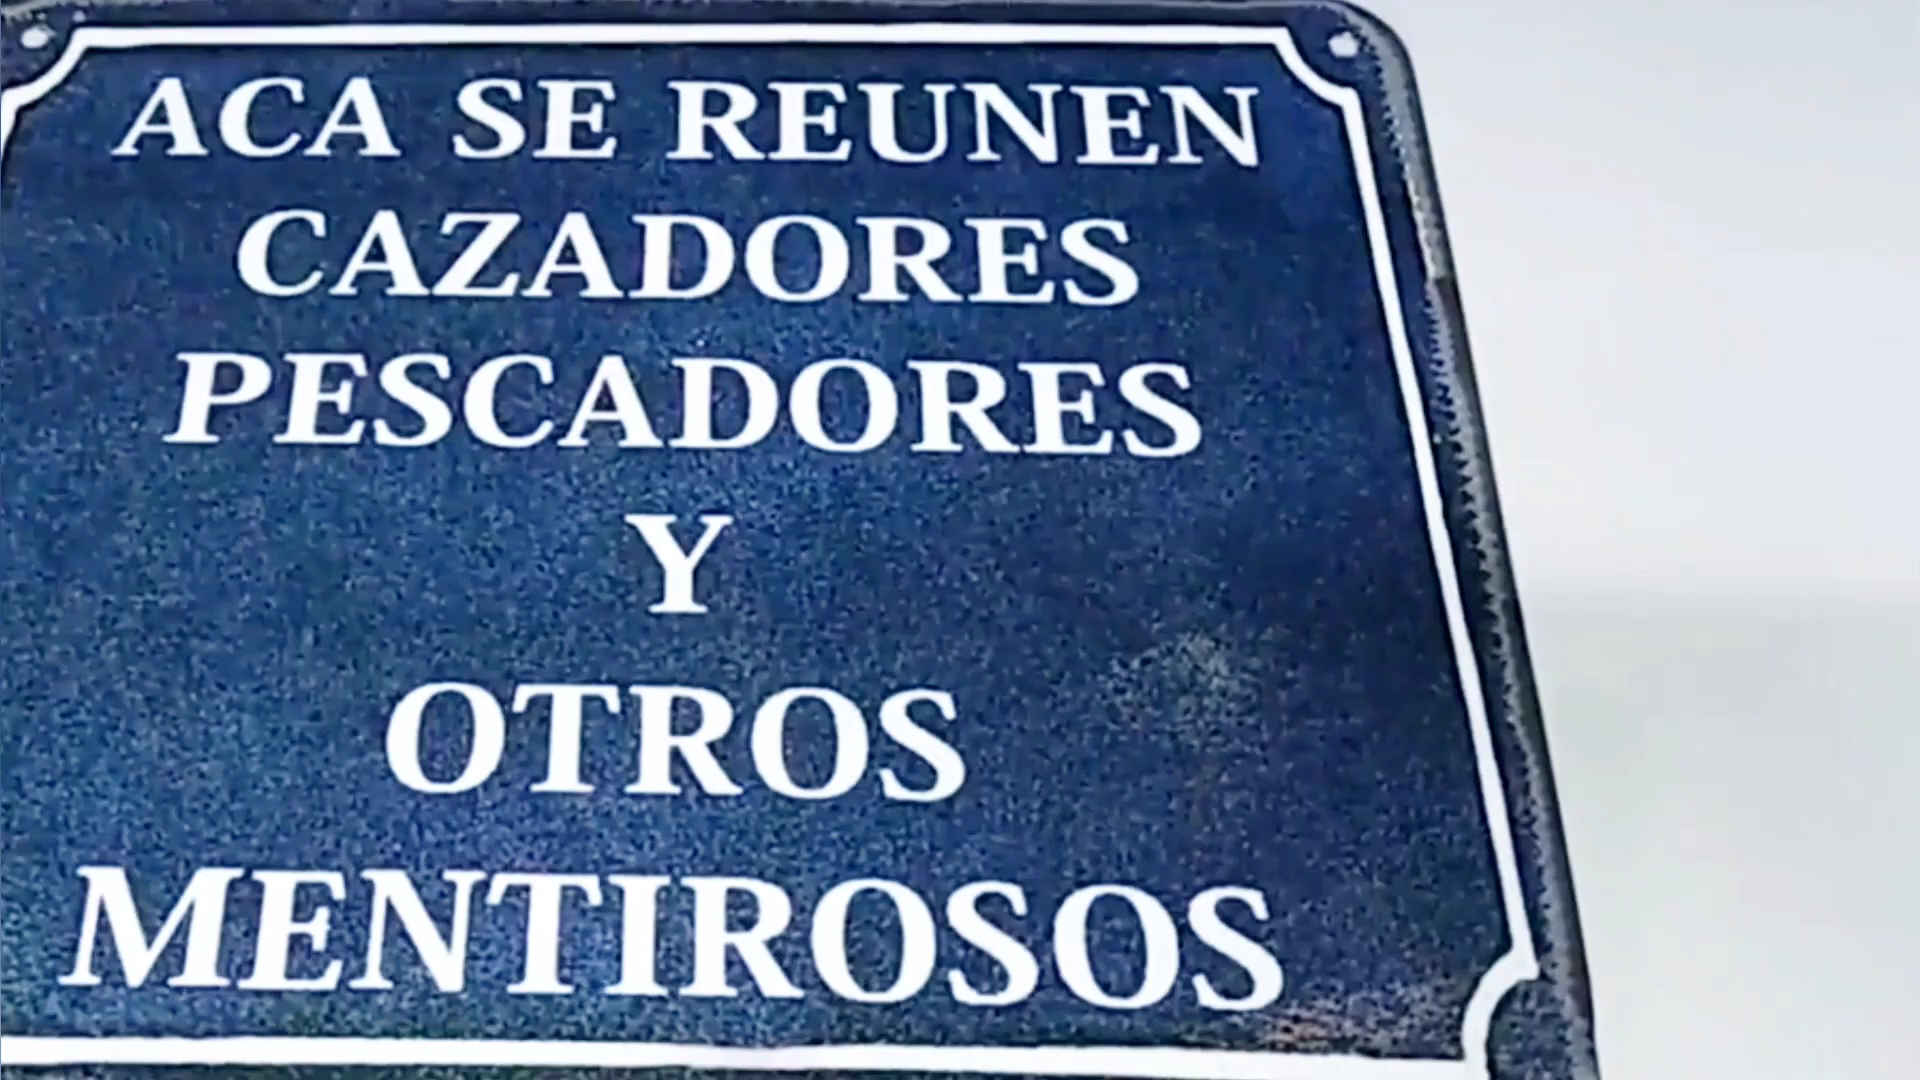 ACA SE REUNEN
CAZADORES
PESCADORES
Y
OTROS
MENTIROSOS